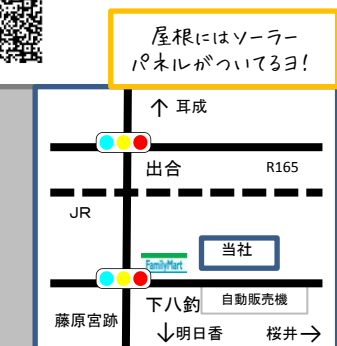 屋根にはソーラー
パネルがついてるヨ!
↑ 耳成
出合
R165
JR
当社
FamilyMart
下八釣
自動販売機
藤原宮跡
↓明日香
桜井→